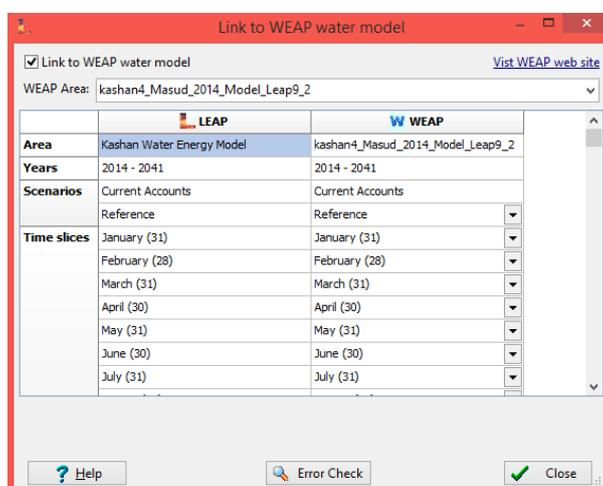 Link to WEAP water model
Link to WEAP water model Vist WEAP web site
WEAP Area: kashan4_Masud_2014_Model_Leap9_2
LEAP WEAP
Area Kashan Water Energy Model kashan4_Masud_2014_Model_Leap9_2
Years 2014 - 2041 2014 - 2041
Scenarios Current Accounts Current Accounts
Reference Reference
Time slices January (31) January (31)
February (28) February (28)
March (31) March (31)
April (30) April (30)
May (31) May (31)
June (30) June (30)
July (31) July (31)
Help Error Check Close